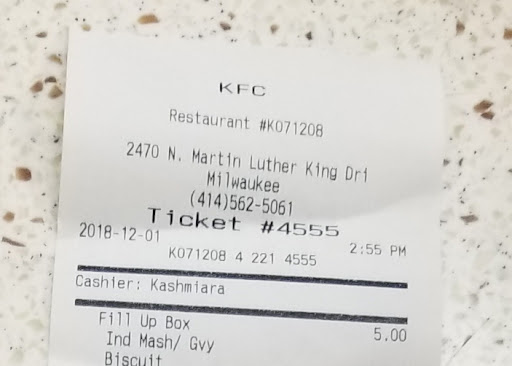 KFC
Restaurant #K071208
2470 N. Martin Luther King Dri
Milwaukee
(414)562-5061
Ticket #4555
2018-12-01 2:55 PM
K071208 4 221 4555
Cashier: Kashmiara
Fill Up Box 5.00
Ind Mash/ Gvy
Biscuit